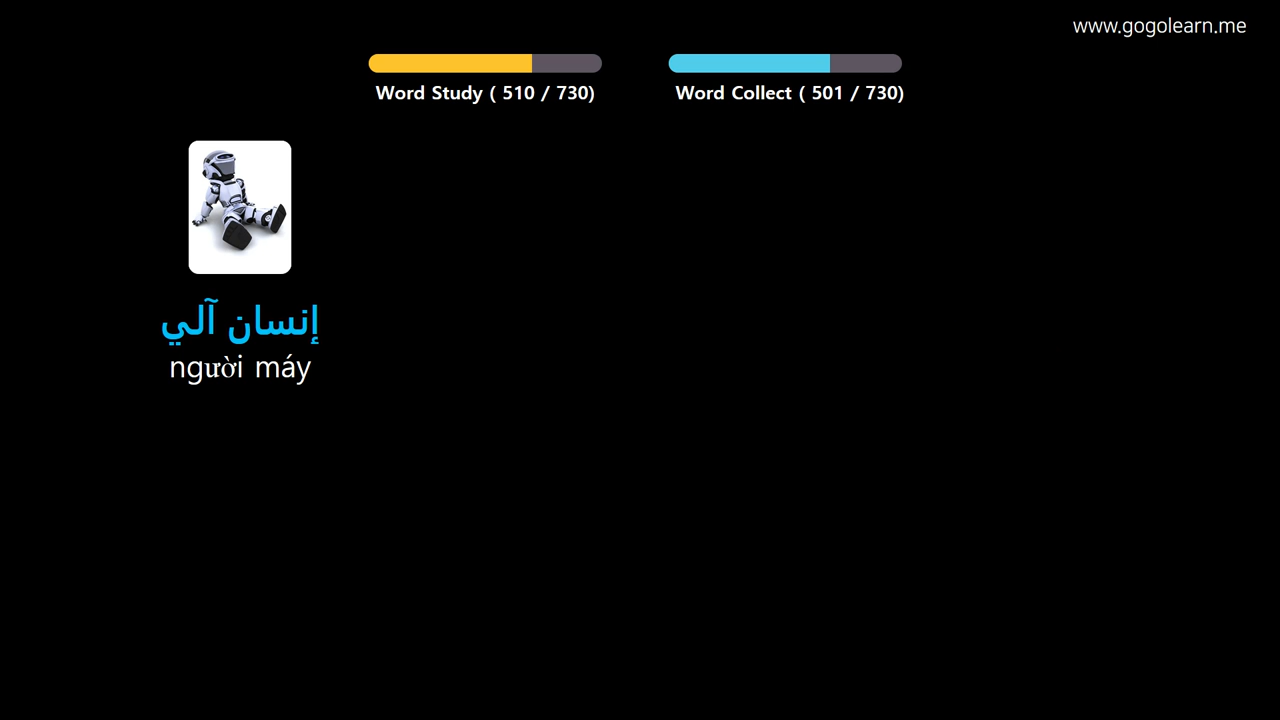 www.gogolearn.me
Word Study ( 510 / 730)
Word Collect ( 501 / 730)
إنسان آلي
người máy